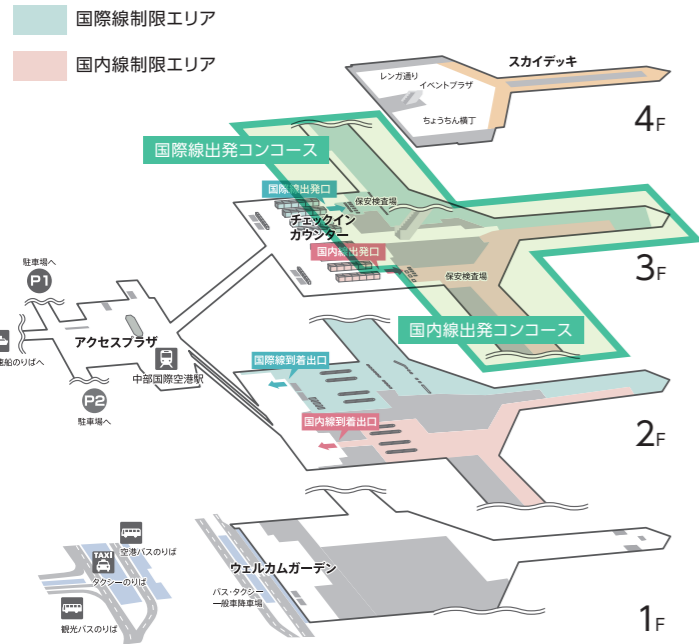 国際線制限エリア
国内線制限エリア
スカイデッキ
レンガ通り
イベントプラザ
ちょうちん横丁
4F
国際線出発コンコース
国際線出発口
保安検査場
チェックイン
カウンター
国内線出発口
保安検査場
3F
国内線出発コンコース
駐車場へ
P1
アクセスプラザ
船のりばへ
中部国際空港駅
P2
駐車場へ
国際線到着出口
国内線到着出口
2F
空港バスのりば
TAXI
タクシーのりば
観光バスのりば
ウェルカムガーデン
バス・タクシー
一般車降車場
1F